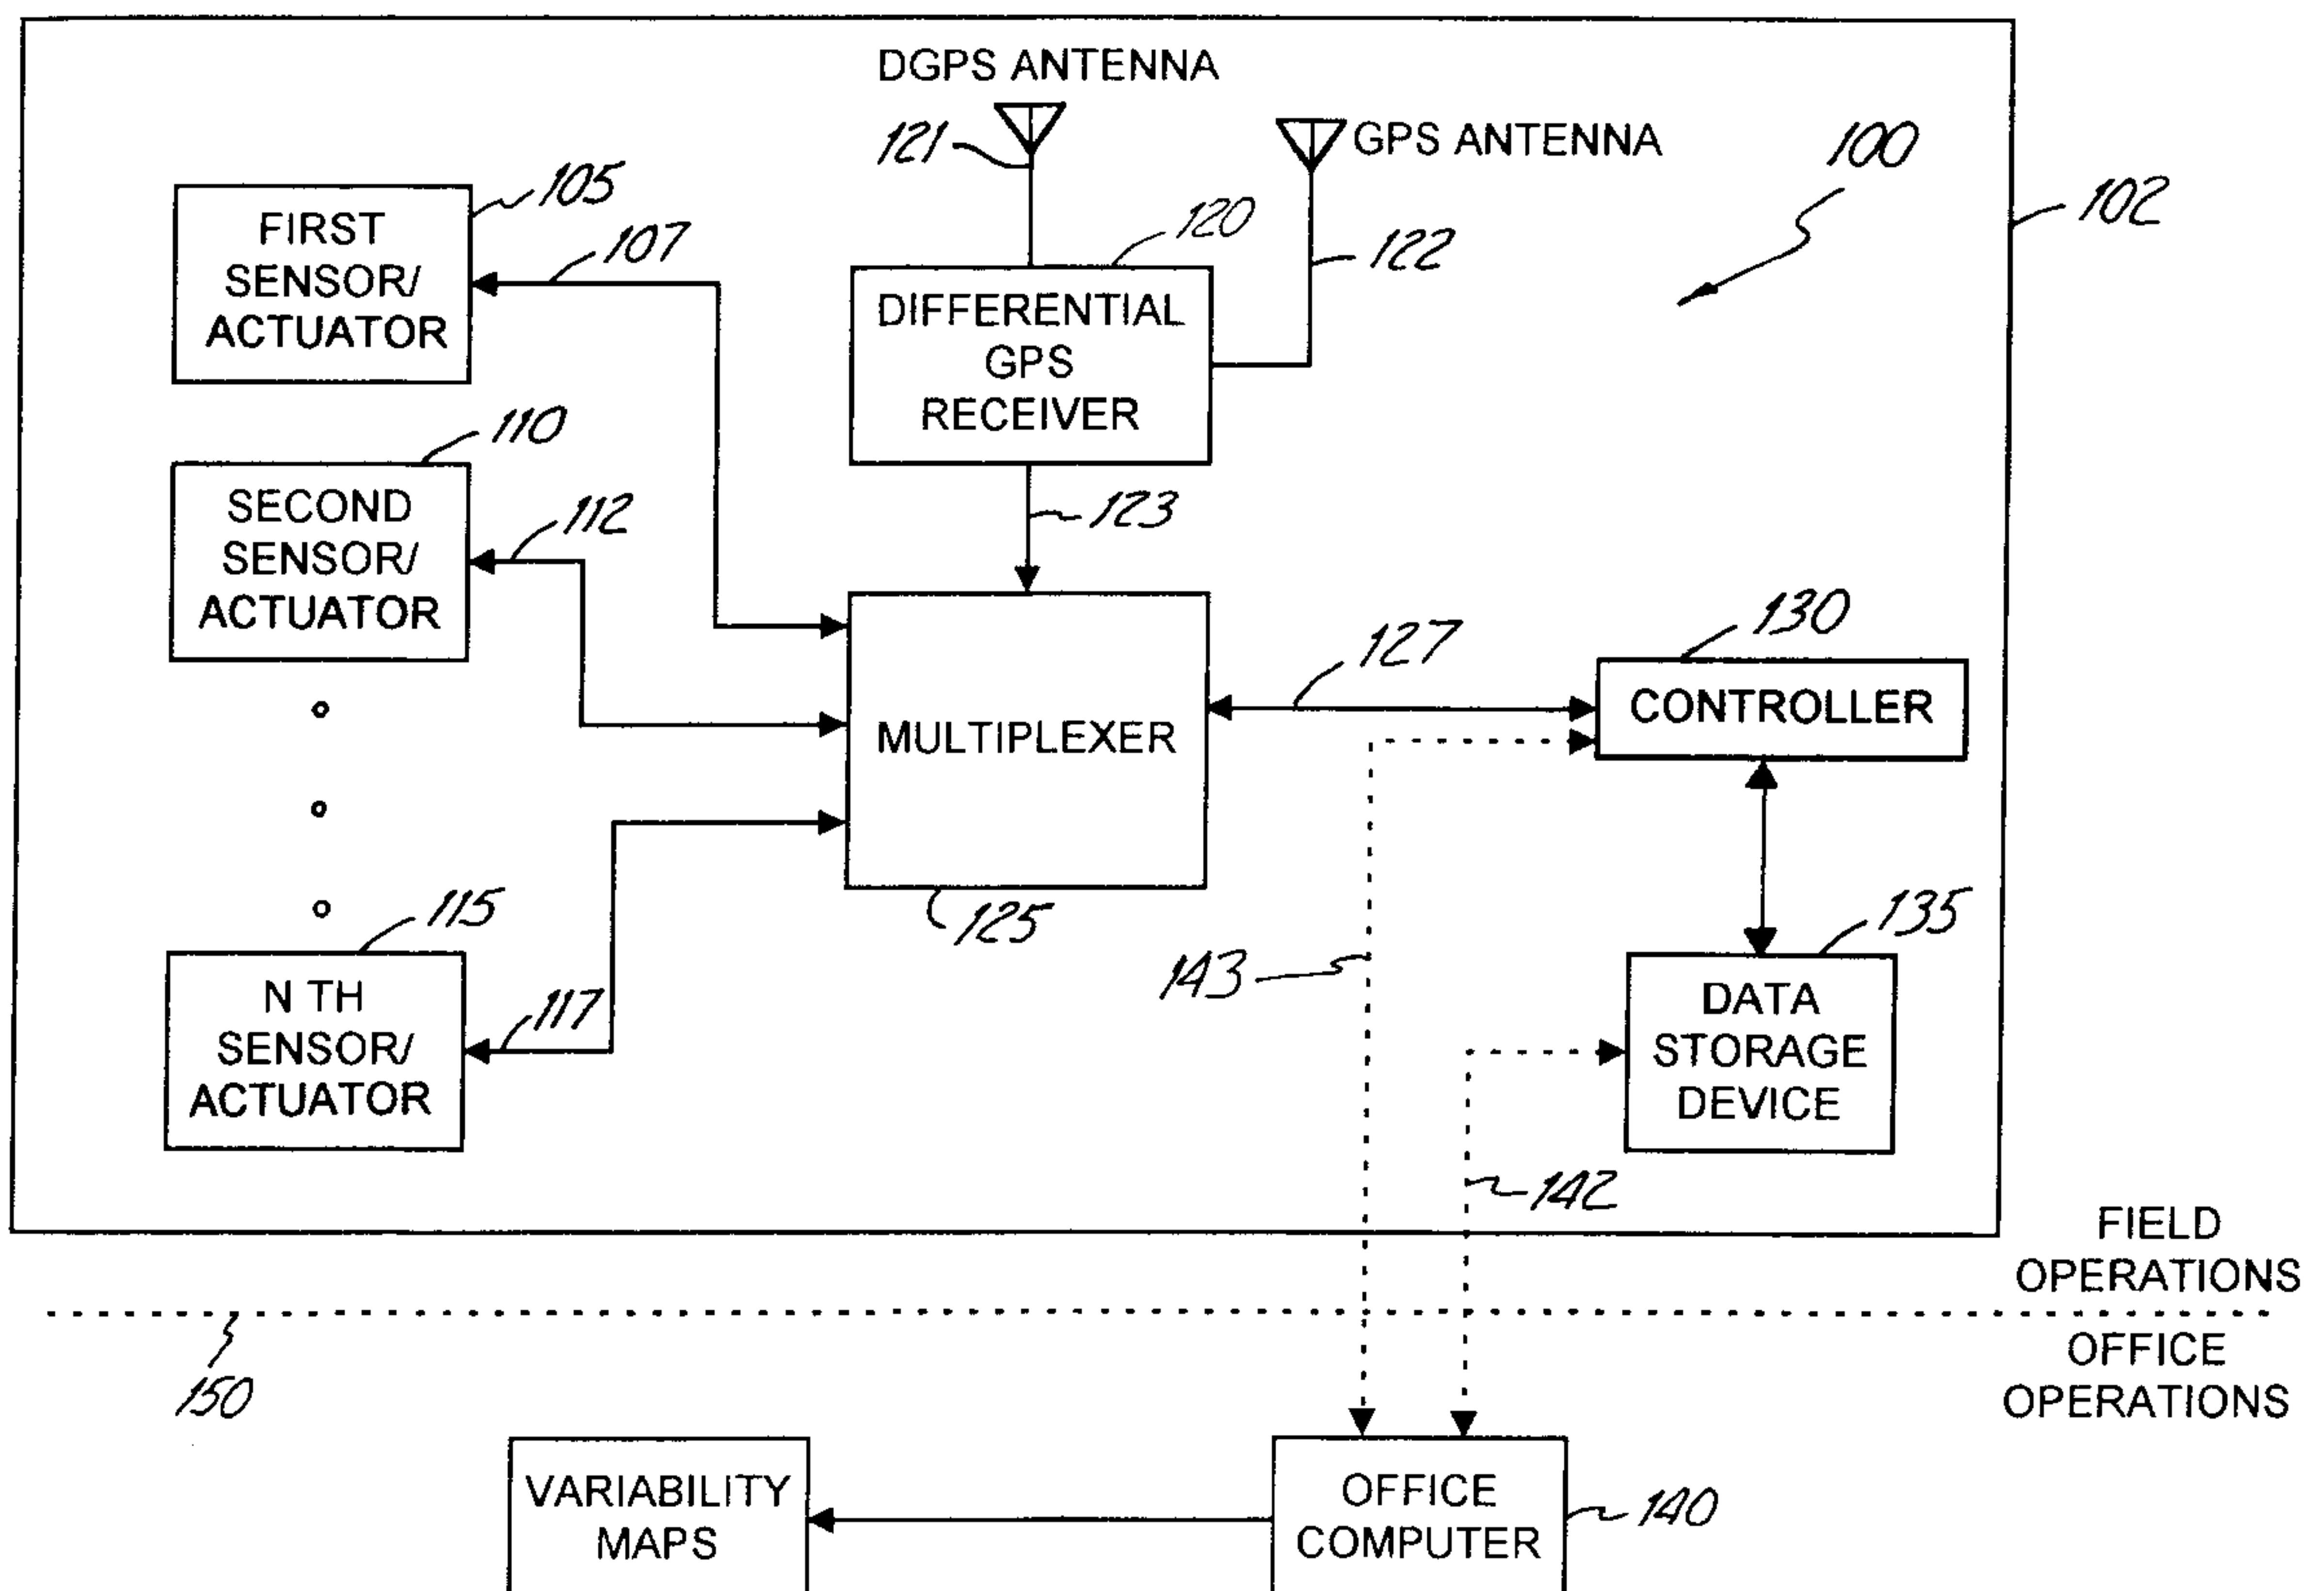 DGPS ANTENNA
121
GPS ANTENNA
100
102
105
FIRST
SENSOR/
ACTUATOR
107
120
122
DIFFERENTIAL
GPS
RECEIVER
110
SECOND
SENSOR/
ACTUATOR
112
123
127
130
CONTROLLER
MULTIPLEXER
125
115
N TH
SENSOR/
ACTUATOR
117
143
135
DATA
STORAGE
DEVICE
142
FIELD
OPERATIONS
150
OFFICE
OPERATIONS
VARIABILITY
MAPS
OFFICE
COMPUTER
140